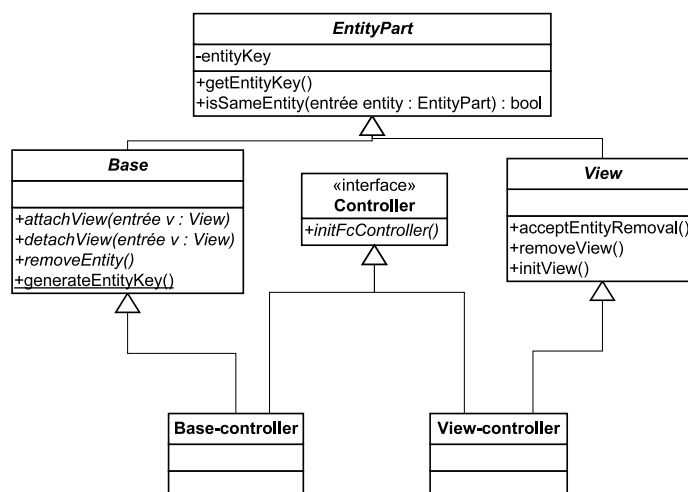 EntityPart
-entityKey
+getEntityKey()
+isSameEntity(entrée entity : EntityPart) : bool
Base
+attachView(entrée v : View)
+detachView(entrée v : View)
+removeEntity()
+generateEntityKey()
«interface»
Controller
+initFcController()
View
+acceptEntityRemoval()
+removeView()
+initView()
Base-controller
View-controller